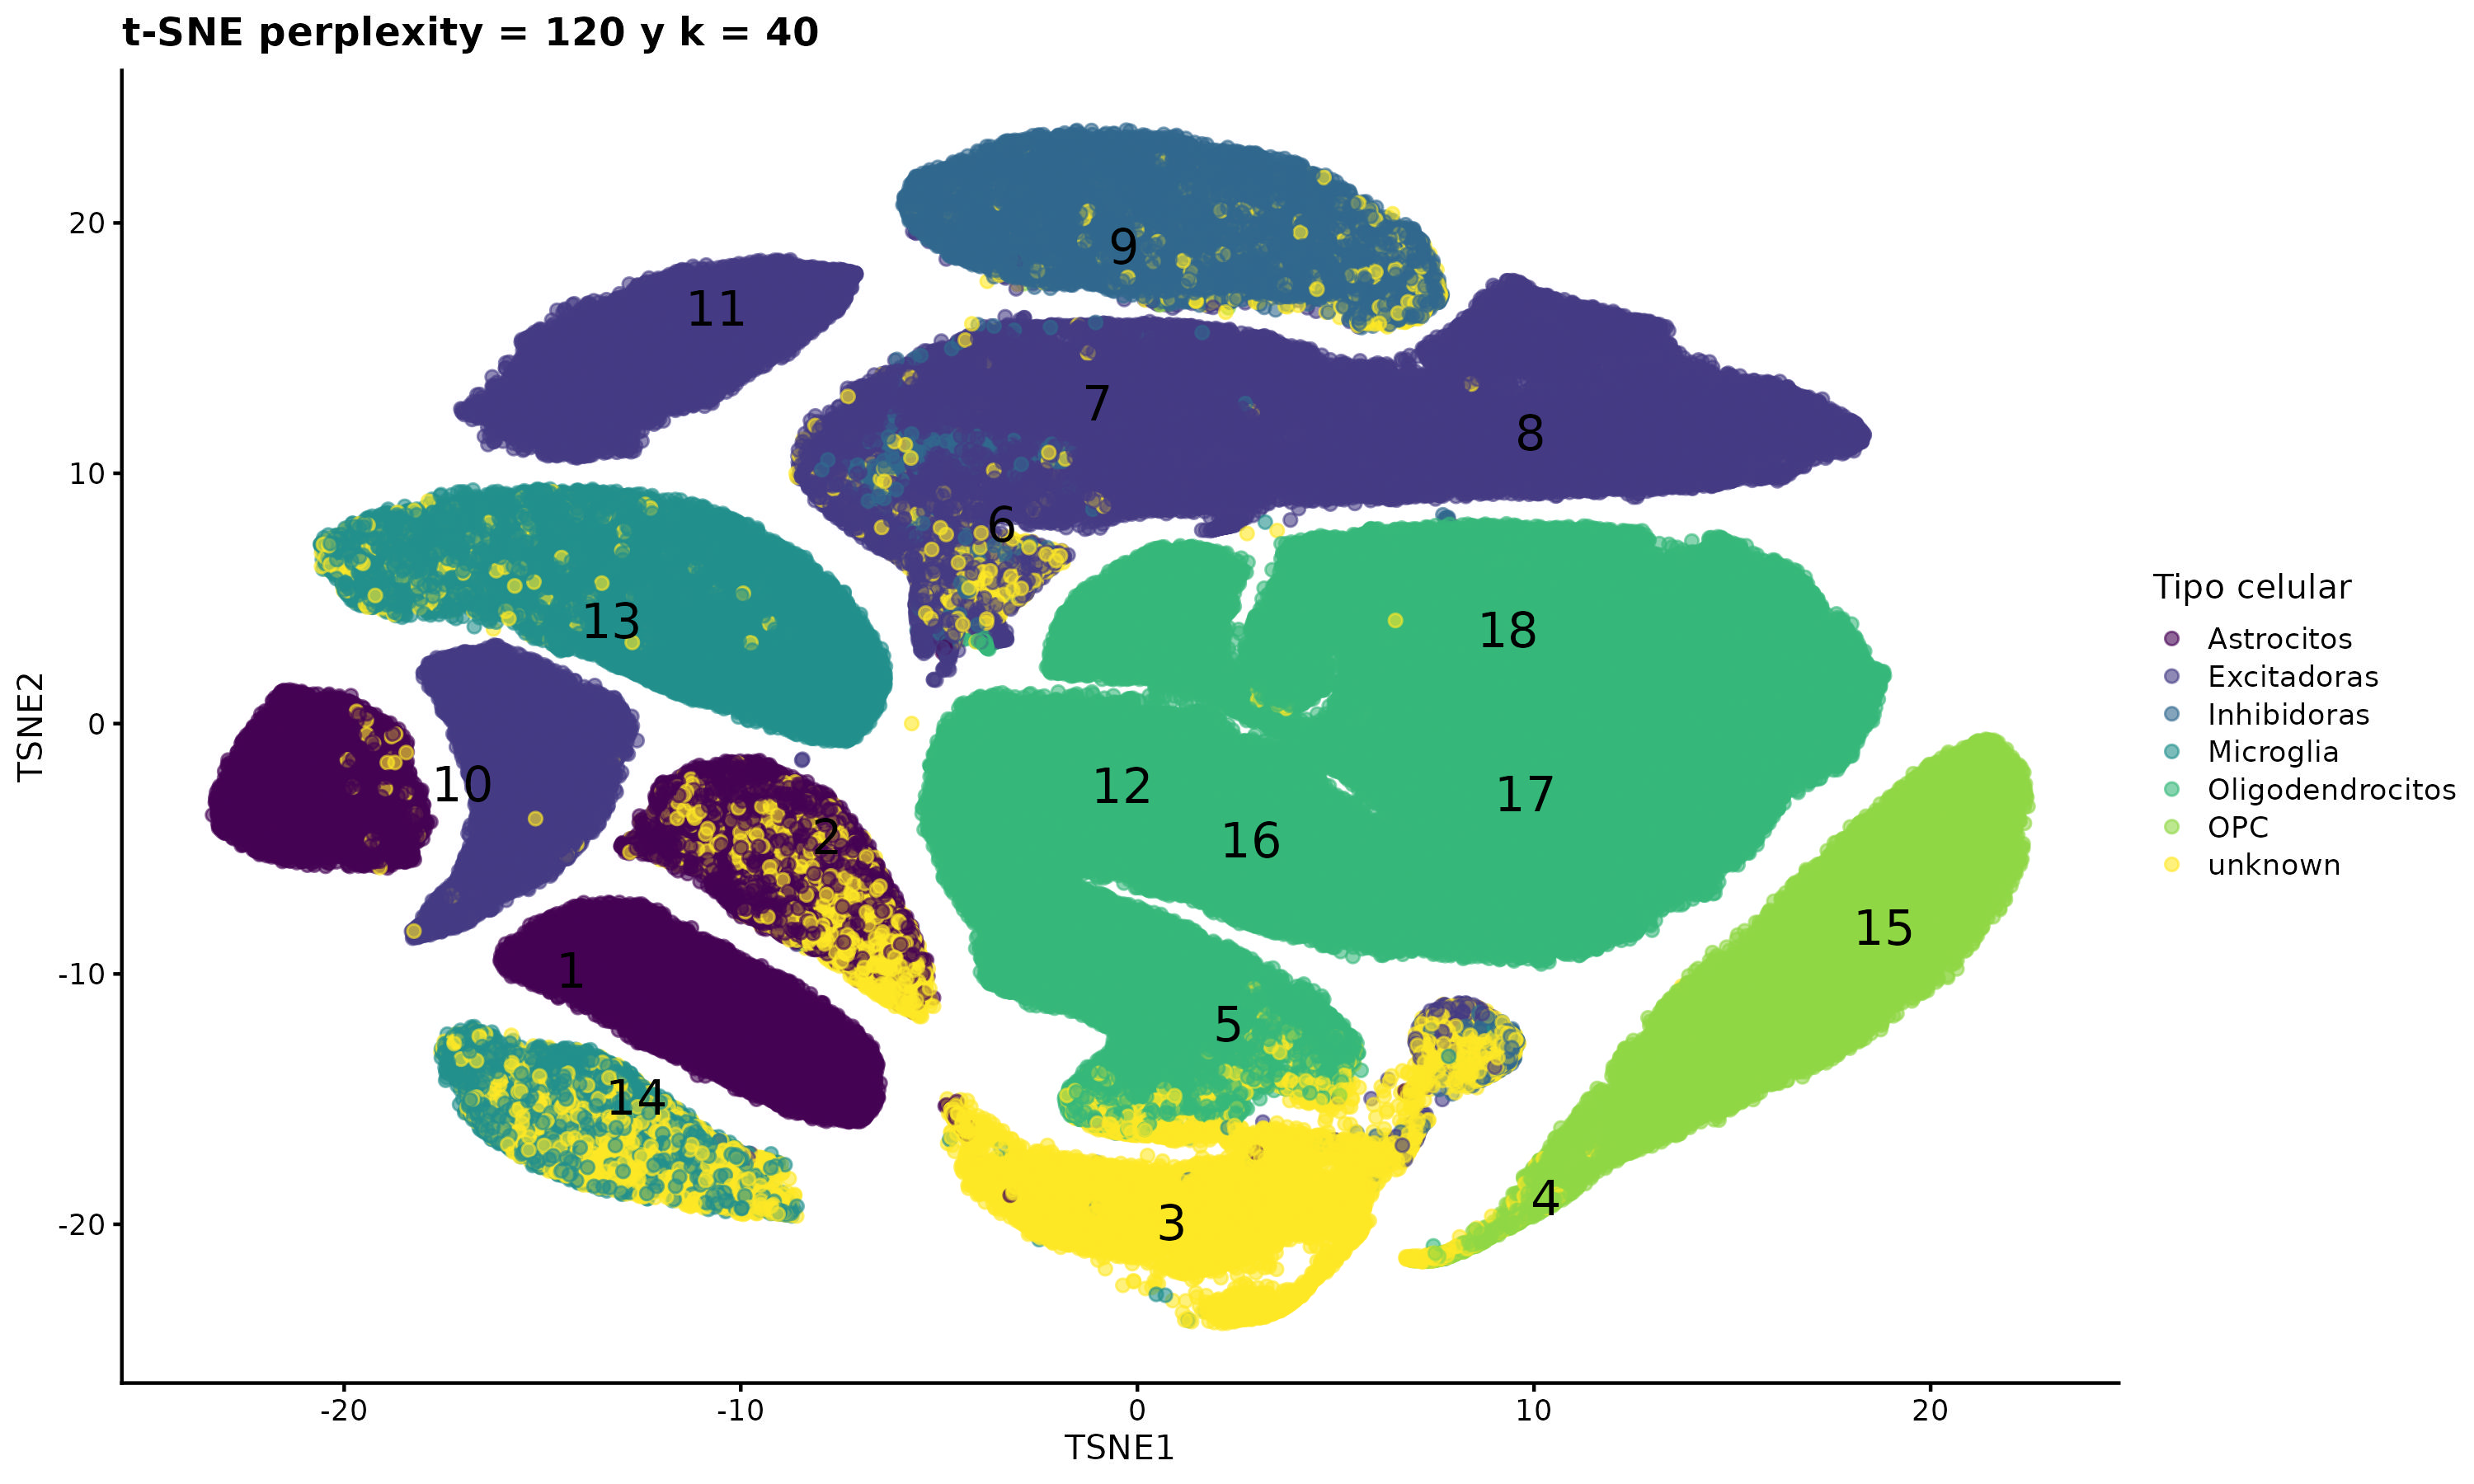 t-SNE perplexity = 120 y k = 40
20
10
0
-10
-20
TSNE2
9
11
7
8
6
13
18
10
12
17
2
16
15
1
5
14
4
3
-20
-10
0
10
20
TSNE1
Tipo celular
Astrocitos
Excitadoras
Inhibidoras
Microglia
Oligodendrocitos
OPC
unknown